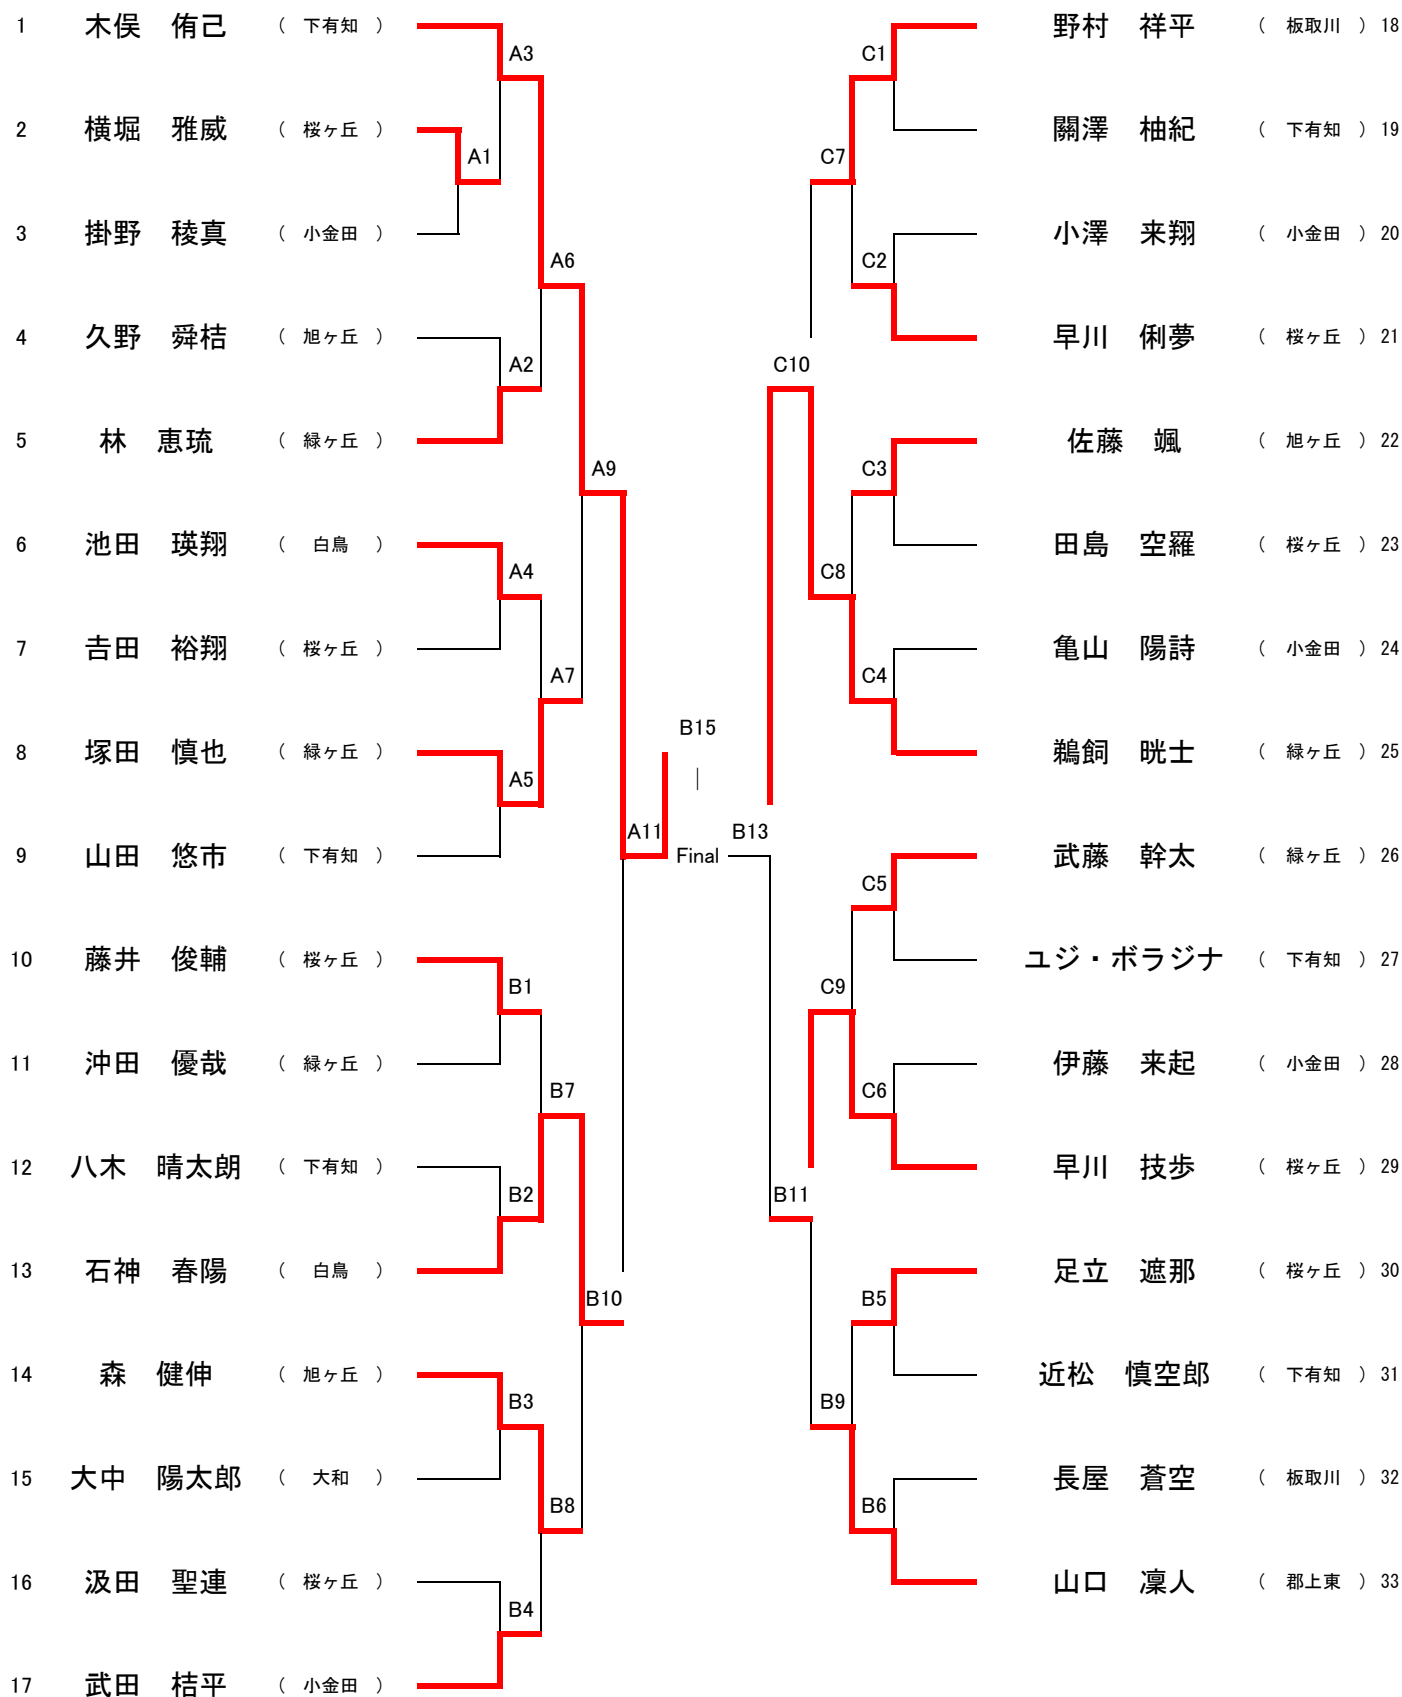 1 木俣 侑己 ( 下有知 )
2 横堀 雅威 ( 桜ヶ丘 )
3 掛野 稜真 ( 小金田 )
4 久野 舜桔 ( 旭ヶ丘 )
5 林 恵琉 ( 緑ヶ丘 )
6 池田 瑛翔 ( 白鳥 )
7 吉田 裕翔 ( 桜ヶ丘 )
8 塚田 慎也 ( 緑ヶ丘 )
9 山田 悠市 ( 下有知 )
10 藤井 俊輔 ( 桜ヶ丘 )
11 沖田 優哉 ( 緑ヶ丘 )
12 八木 晴太朗 ( 下有知 )
13 石神 春陽 ( 白鳥 )
14 森 健伸 ( 旭ヶ丘 )
15 大中 陽太郎 ( 大和 )
16 汲田 聖連 ( 桜ヶ丘 )
17 武田 桔平 ( 小金田 )
A3
A1
A6
A2
A9
A4
A7
A5
A11
B1
B7
B2
B10
B3
B8
B4
B15
Final
B13
C1
C7
C2
C10
C3
C8
C4
C5
C9
C6
B11
B5
B9
B6
野村 祥平 ( 板取川 ) 18
關澤 柚紀 ( 下有知 ) 19
小澤 来翔 ( 小金田 ) 20
早川 俐夢 ( 桜ヶ丘 ) 21
佐藤 颯 ( 旭ヶ丘 ) 22
田島 空羅 ( 桜ヶ丘 ) 23
亀山 陽詩 ( 小金田 ) 24
鵜飼 晄士 ( 緑ヶ丘 ) 25
武藤 幹太 ( 緑ヶ丘 ) 26
ユジ・ボラジナ ( 下有知 ) 27
伊藤 来起 ( 小金田 ) 28
早川 技歩 ( 桜ヶ丘 ) 29
足立 遮那 ( 桜ヶ丘 ) 30
近松 慎空郎 ( 下有知 ) 31
長屋 蒼空 ( 板取川 ) 32
山口 凜人 ( 郡上東 ) 33